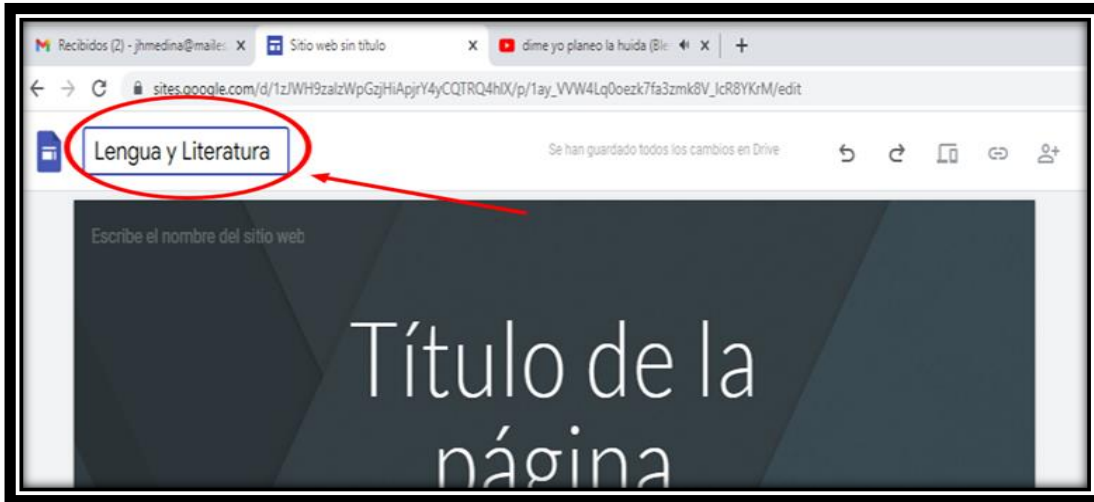 Recibidos (2) - jhmedina@maile
Sitio web sin título
dime yo planeo la huida (Ble
sites.google.com/d/1zJWH9zalzWpGzjHiApjrY4yCQTRQ4hlX/p/1ay_VVW4Lq0oezk7fa3zmk8V_IcR8YKrM/edit
Lengua y Literatura
Se han guardado todos los cambios en Drive
Escribe el nombre del sitio web
Título de la
página